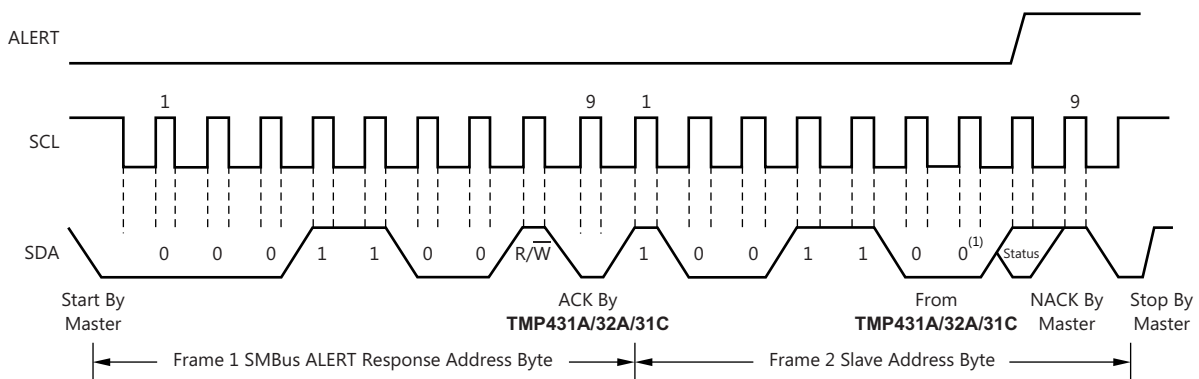 ALERT
1 9 1 9
SCL
SDA 0 0 0 1 1 0 0 R/W 1 0 0 1 1 0 0(1) Status
Start By
Master
ACK By
TMP431A/32A/31C
From
TMP431A/32A/31C
NACK By
Master
Stop By
Master
Frame 1 SMBus ALERT Response Address Byte
Frame 2 Slave Address Byte